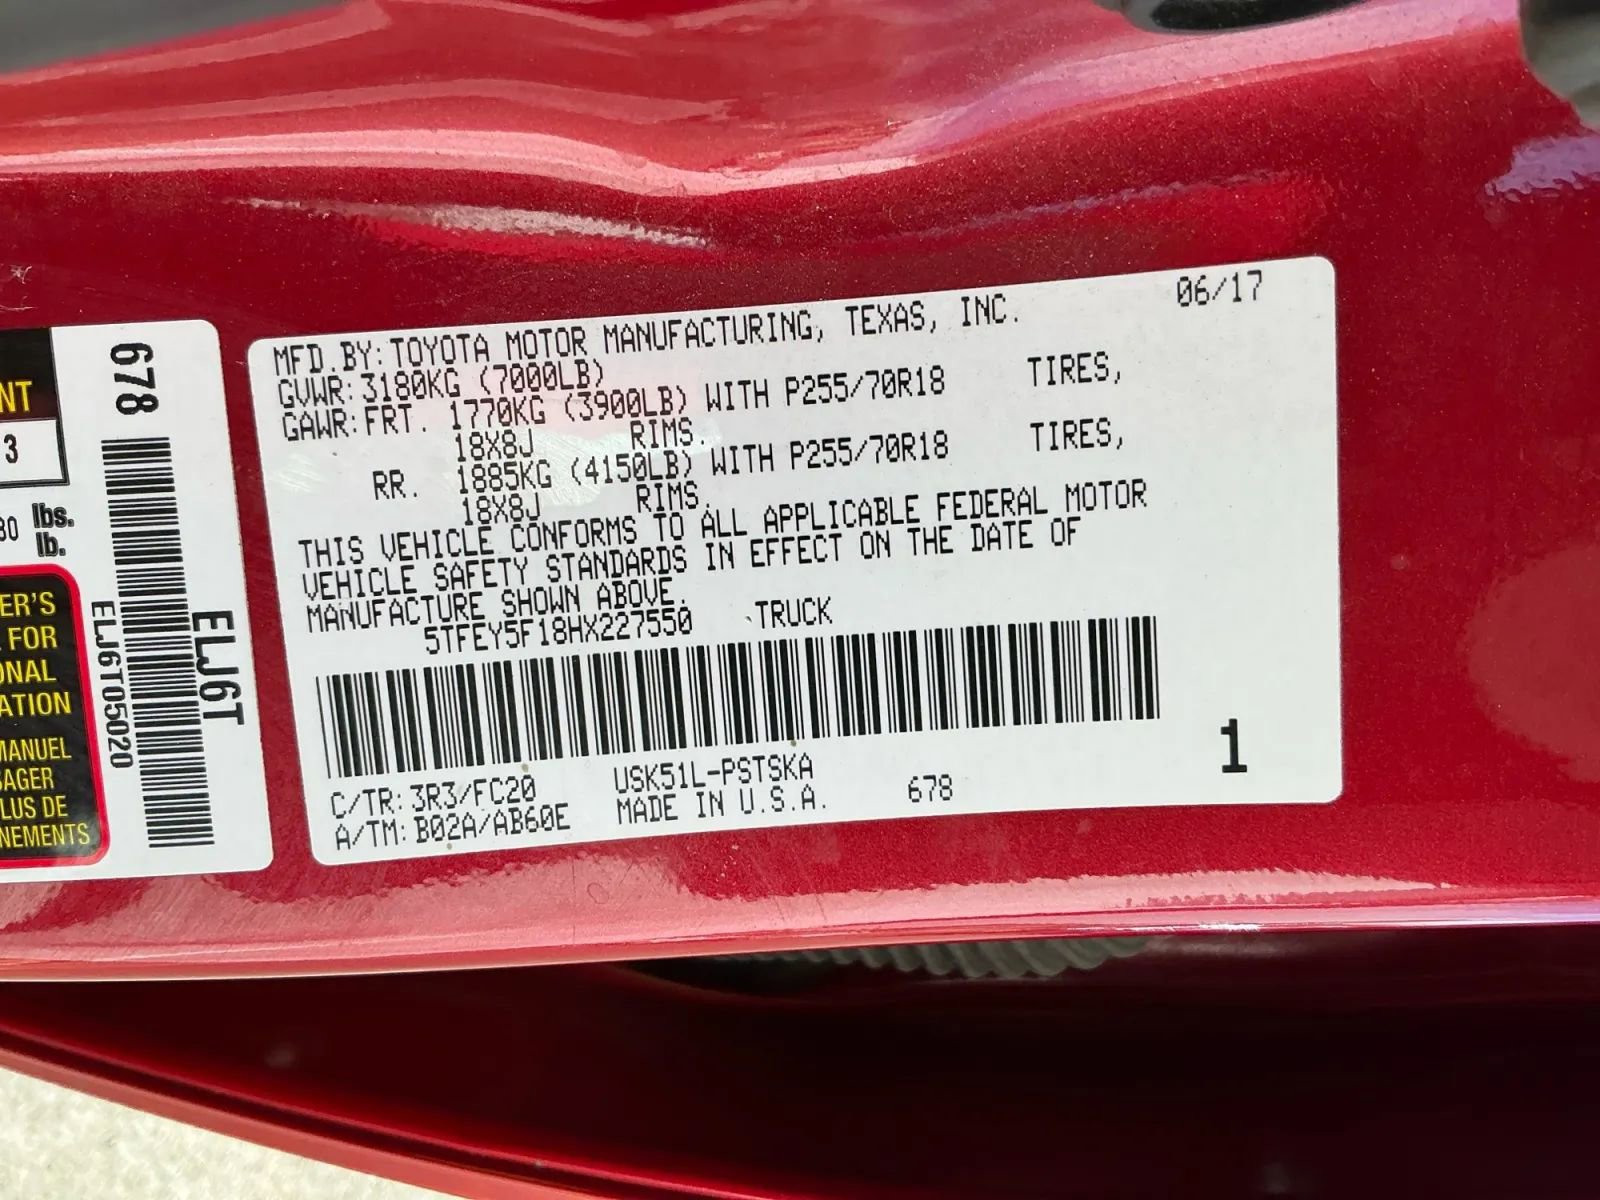 NT
3
80 lbs.
lb.
ER'S
FOR
ONAL
ATION
MANUEL
SAGER
PLUS DE
NEMENTS
678
ELJ6T
ELJ6T05020
06/17
MFD.BY:TOYOTA MOTOR MANUFACTURING, TEXAS, INC.
GVWR:3180KG (7000LB)
GAWR:FRT. 1770KG (3900LB) WITH P255/70R18 TIRES,
18X8J RIMS.
RR. 1885KG (4150LB) WITH P255/70R18 TIRES,
18X8J RIMS.
THIS VEHICLE CONFORMS TO ALL APPLICABLE FEDERAL MOTOR
VEHICLE SAFETY STANDARDS IN EFFECT ON THE DATE OF
MANUFACTURE SHOWN ABOVE.
5TFEY5F18HX227550 TRUCK
C/TR:3R3/FC20 USK51L-PSTSKA
A/TM:B02A/AB60E MADE IN U.S.A. 678
1